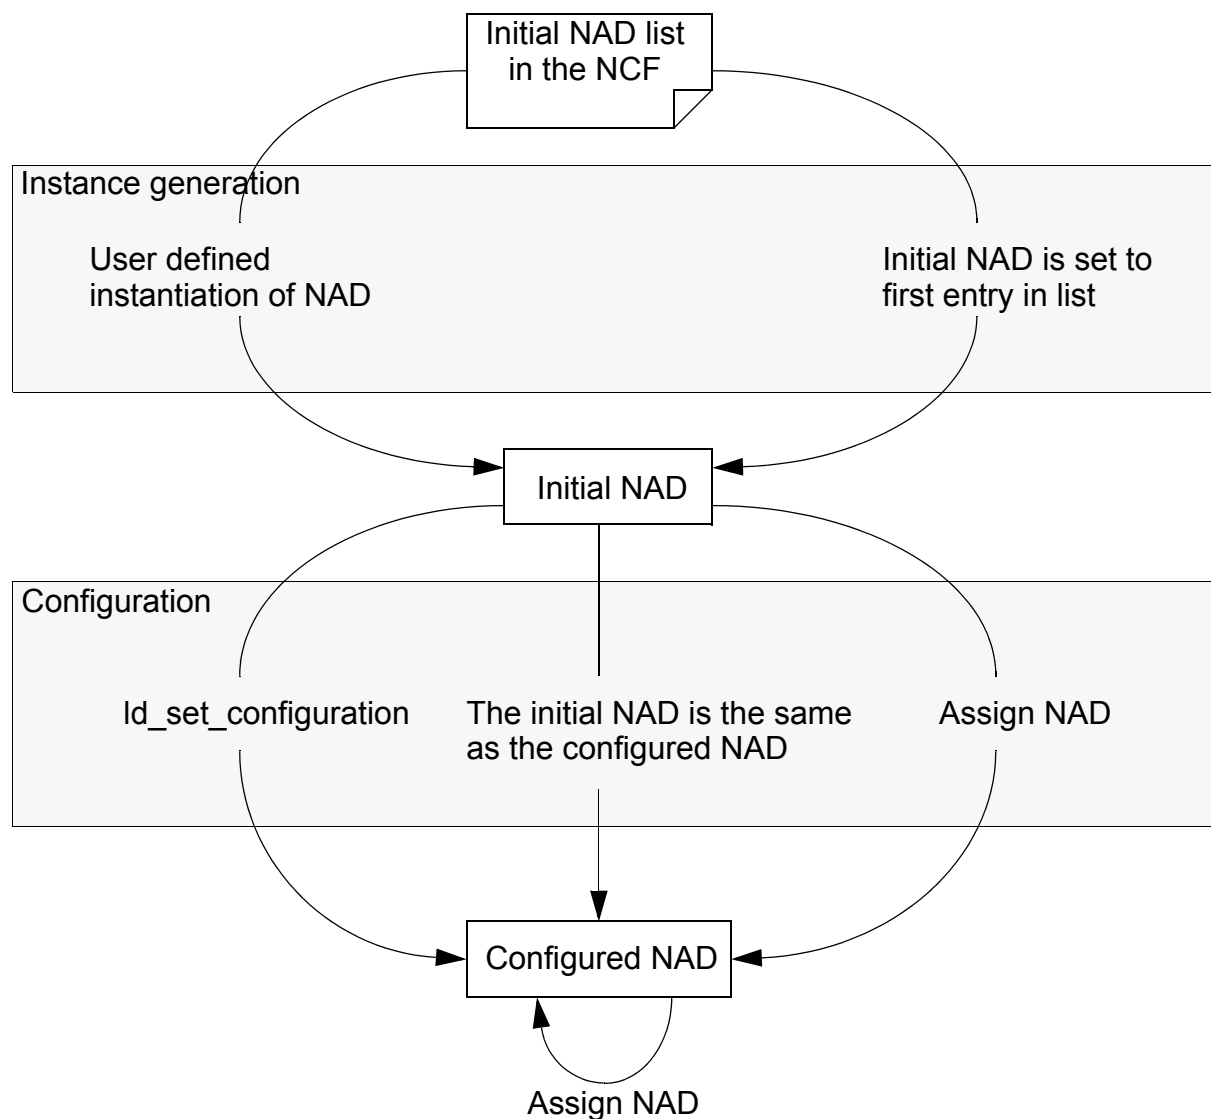 Initial NAD list
in the NCF
Instance generation
User defined
instantiation of NAD
Initial NAD is set to
first entry in list
Initial NAD
Configuration
ld_set_configuration
The initial NAD is the same
as the configured NAD
Assign NAD
Configured NAD
Assign NAD